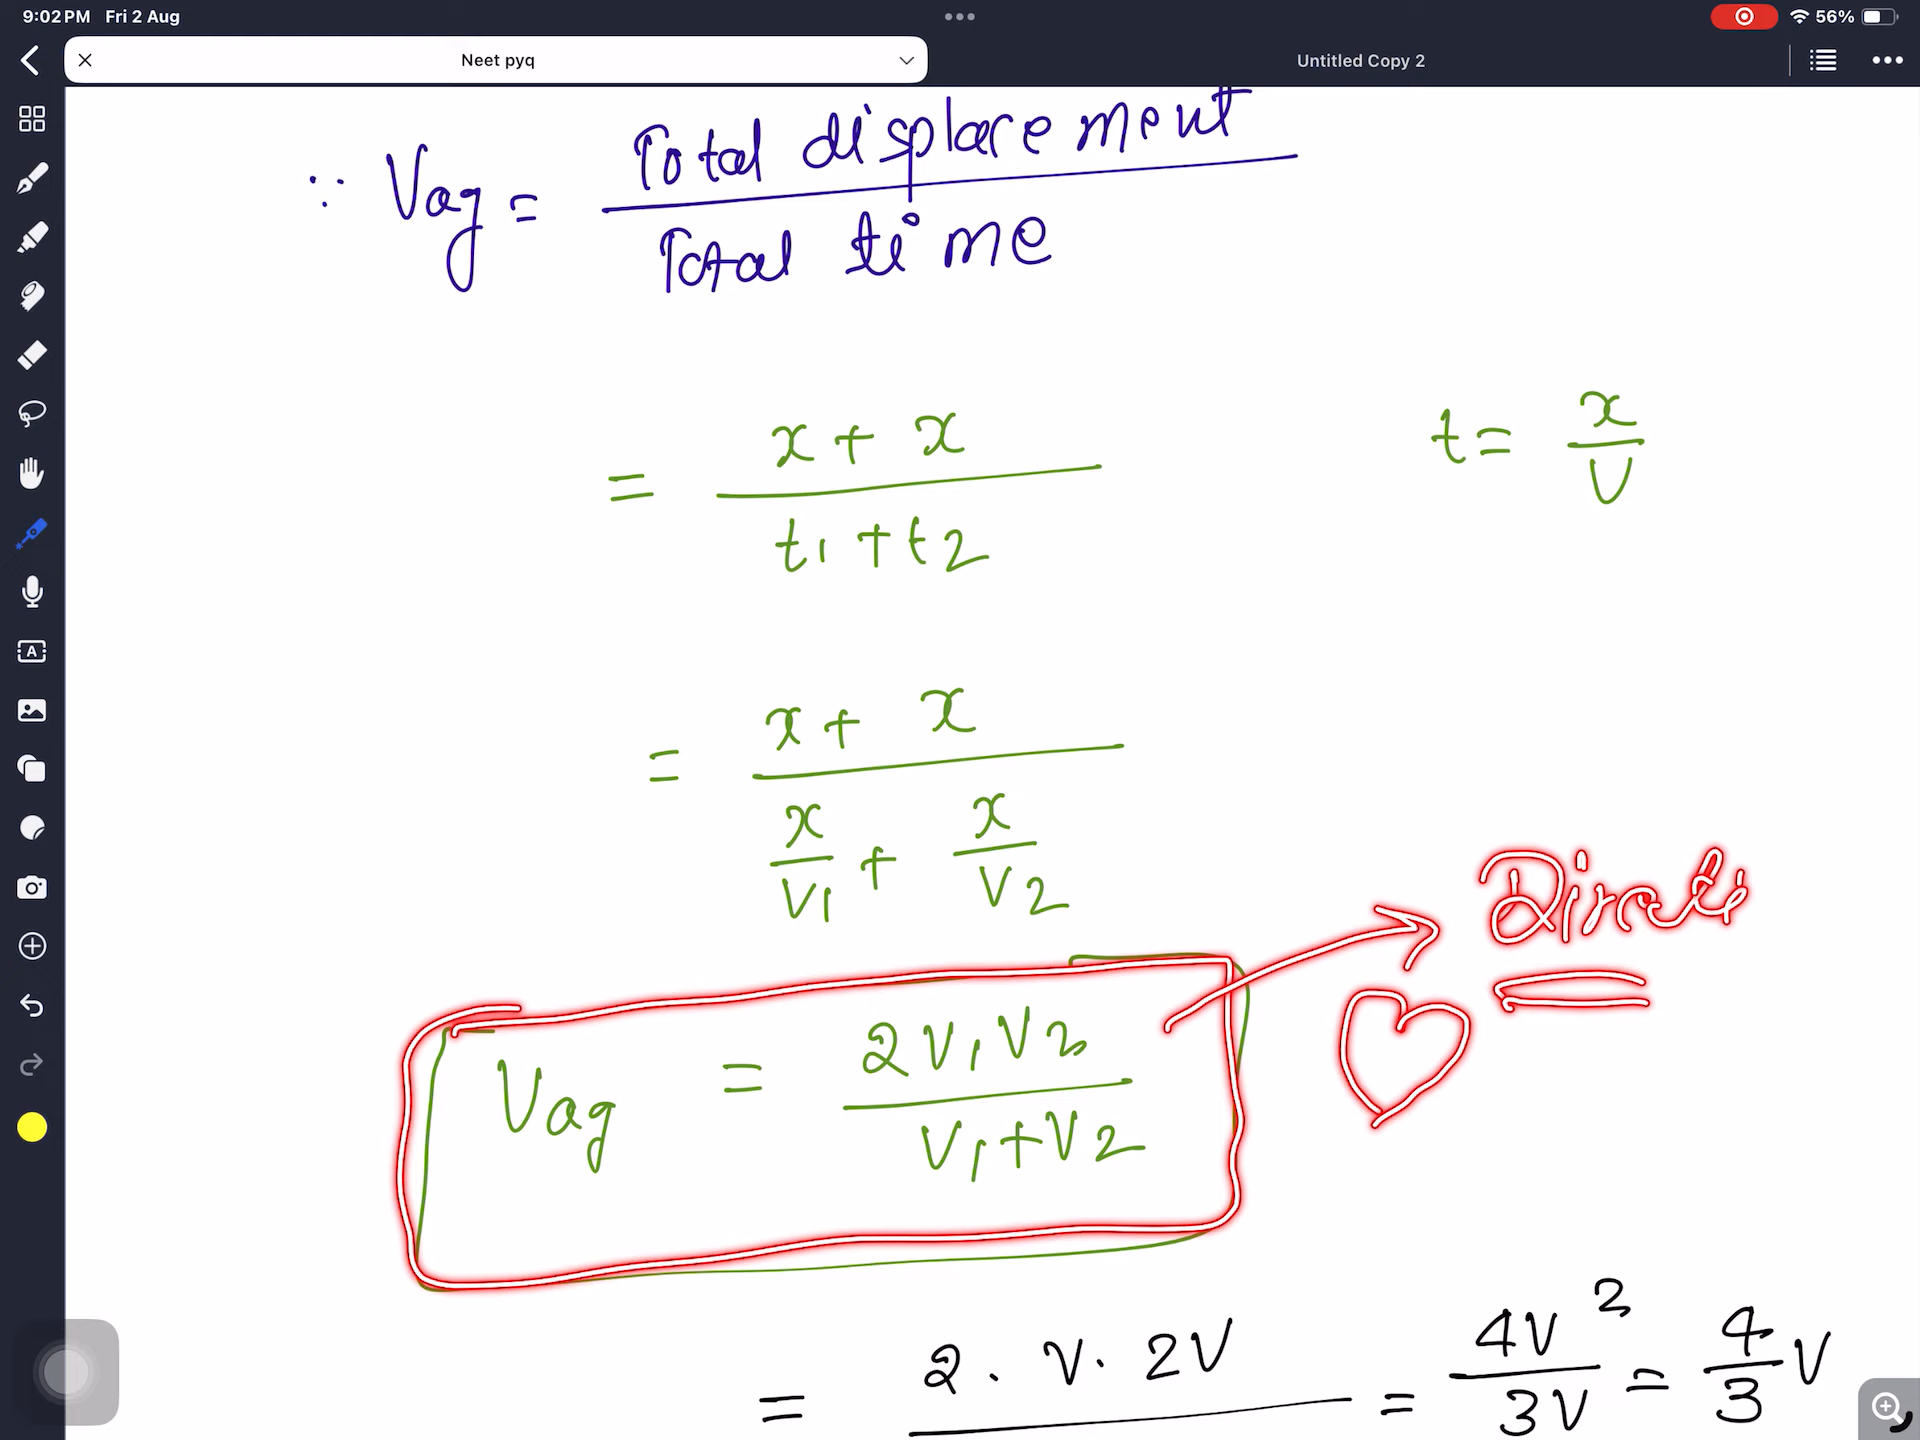 9:02 PM Fri 2 Aug
56%
Neet pyq
Untitled Copy 2
∵ Vag = Total displacement
Total time
= x + x
t1 + t2
t = x
V
= x + x
x/V1 + x/V2
Direct
Vag = 2V1V2
V1+V2
= 2 . V . 2V = 4V² = 4 V
3V 3